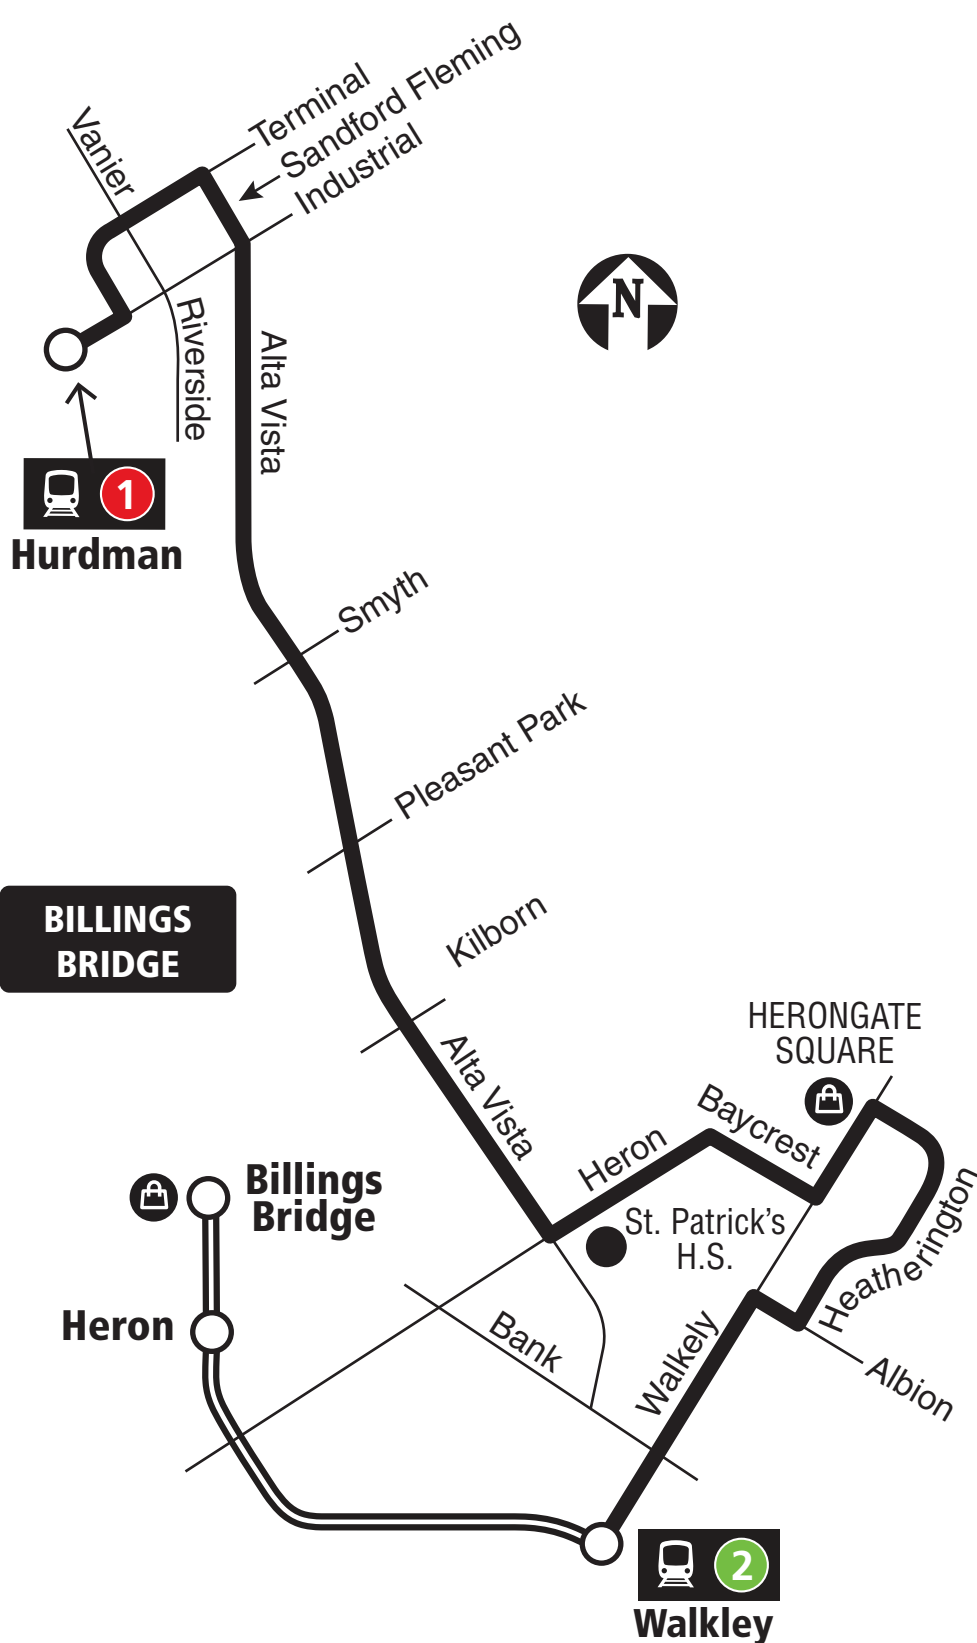 Terminal
Sandford Fleming
Industrial
Vanier
N
Riverside
Alta Vista
1
Hurdman
Smyth
Pleasant Park
BILLINGS
BRIDGE
Kilborn
HERONGATE
SQUARE
Alta Vista
Baycrest
Heron
Billings
Bridge
St. Patrick's
H.S.
Heatherington
Heron
Bank
Walkely
Albion
2
Walkley